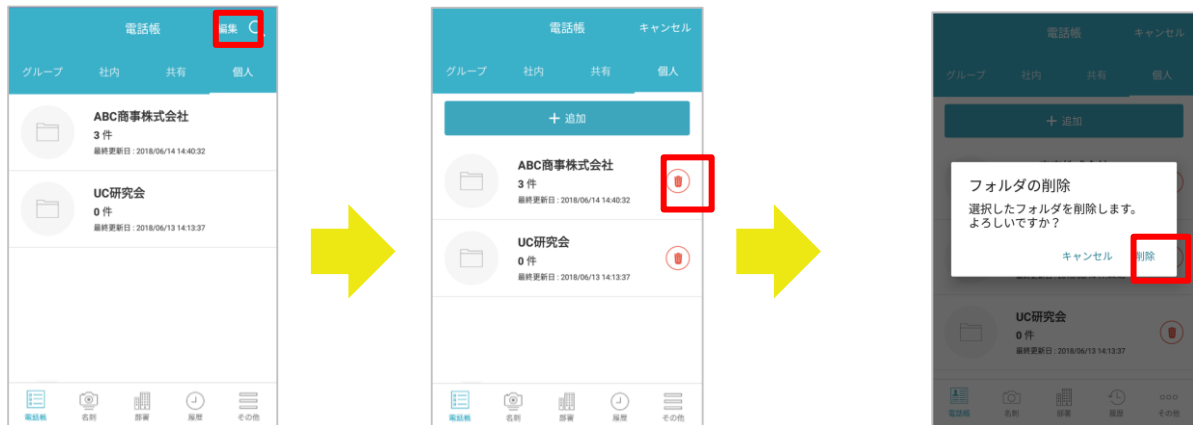 電話帳
編集
グループ
社内
共有
個人
ABC商事株式会社
3 件
最終更新日 : 2018/06/14 14:40:32
UC研究会
0 件
最終更新日 : 2018/06/13 14:13:37
電話帳
名刺
部署
履歴
その他
電話帳
キャンセル
グループ
社内
共有
個人
+ 追加
ABC商事株式会社
3 件
最終更新日 : 2018/06/14 14:40:32
UC研究会
0 件
最終更新日 : 2018/06/13 14:13:37
電話帳
名刺
部署
履歴
その他
電話帳
キャンセル
グループ
社内
共有
個人
+ 追加
フォルダの削除
選択したフォルダを削除します。
よろしいですか？
キャンセル
削除
UC研究会
0 件
最終更新日 : 2018/06/13 14:13:37
電話帳
名刺
部署
履歴
その他